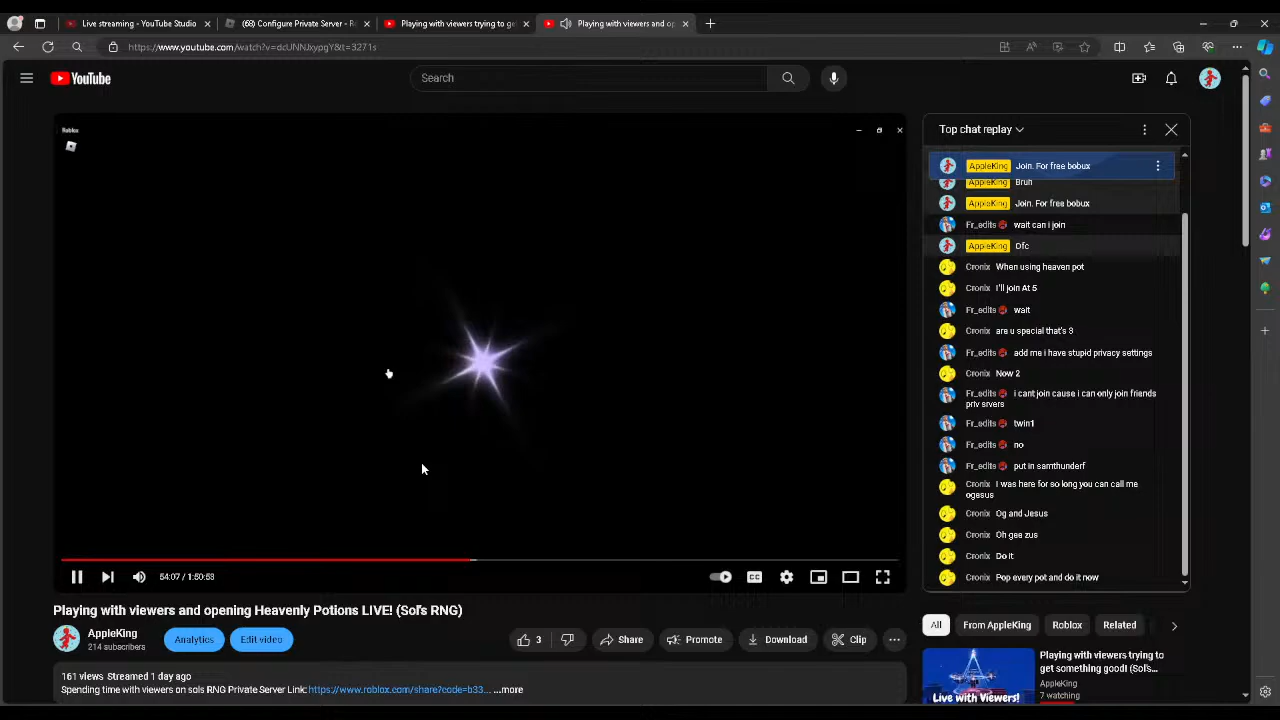 Live streaming - YouTube Studio
(68) Configure Private Server - R
Playing with viewers trying to ge
Playing with viewers and op
https://www.youtube.com/watch?v=dcUNNJxypgY&t=3271s
YouTube
Search
Roblox
Top chat replay
AppleKing Join. For free bobux
AppleKing Bruh
AppleKing Join. For free bobux
Fr_edits wait can i join
AppleKing Ofc
Cronix When using heaven pot
Cronix I'll join At 5
Fr_edits wait
Cronix are u special that's 3
Fr_edits add me i have stupid privacy settings
Cronix Now 2
Fr_edits i cant join cause i can only join friends
priv srvers
Fr_edits twin1
Fr_edits no
Fr_edits put in samthunderf
Cronix I was here for so long you can call me
ogesus
Cronix Og and Jesus
Cronix Oh gee zus
Cronix Do it
Cronix Pop every pot and do it now
54:07 / 1:50:53
CC
Playing with viewers and opening Heavenly Potions LIVE! (Sol's RNG)
AppleKing
214 subscribers
Analytics
Edit video
3
Share
Promote
Download
Clip
161 views Streamed 1 day ago
Spending time with viewers on sols RNG Private Server Link: https://www.roblox.com/share?code=b33... ...more
All
From AppleKing
Roblox
Related
Live with Viewers!
Playing with viewers trying to
get something good! (Sol's...
AppleKing
7 watching